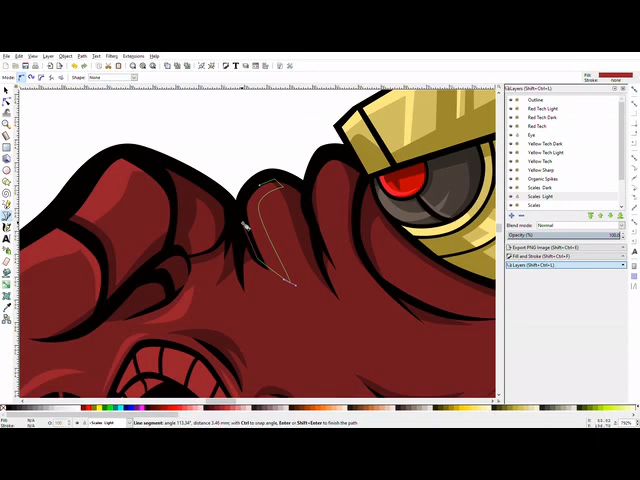 File Edit View Layer Object Path Text Filters Extensions Help
Mode: Shape: None
Fill:
Stroke: None
Layers (Shift+Ctrl+L)
Outline
Red Tech Light
Red Tech Dark
Red Tech
Eye
Yellow Tech Dark
Yellow Tech Light
Yellow Tech
Yellow Sharp
Organic Spikes
Scales Dark
Scales Light
Scales
Blend mode: Normal
Opacity (%) 100.0
Export PNG Image (Shift+Ctrl+E)
Fill and Stroke (Shift+Ctrl+F)
Layers (Shift+Ctrl+L)
Fill: N/A
Stroke: N/A
O: 100
Scales Light
Line segment: angle 113.34°, distance 3.46 mm; with Ctrl to snap angle, Enter or Shift+Enter to finish the path
792%